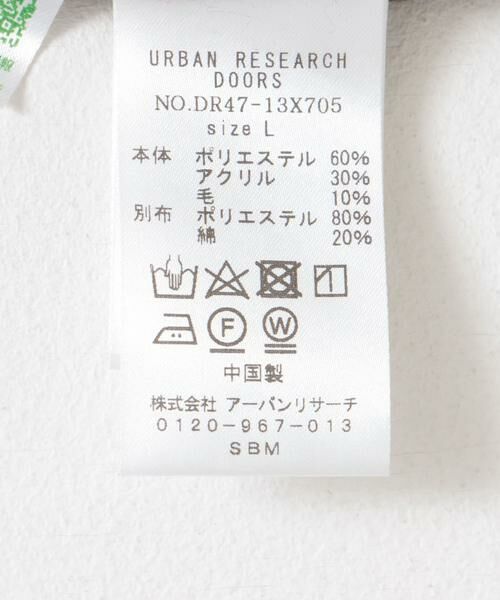 URBAN RESEARCH
DOORS
NO.DR47-13X705
size L
本体 ポリエステル 60%
アクリル 30%
毛 10%
別布 ポリエステル 80%
綿 20%
F W
中国製
株式会社 アーバンリサーチ
0120-967-013
SBM